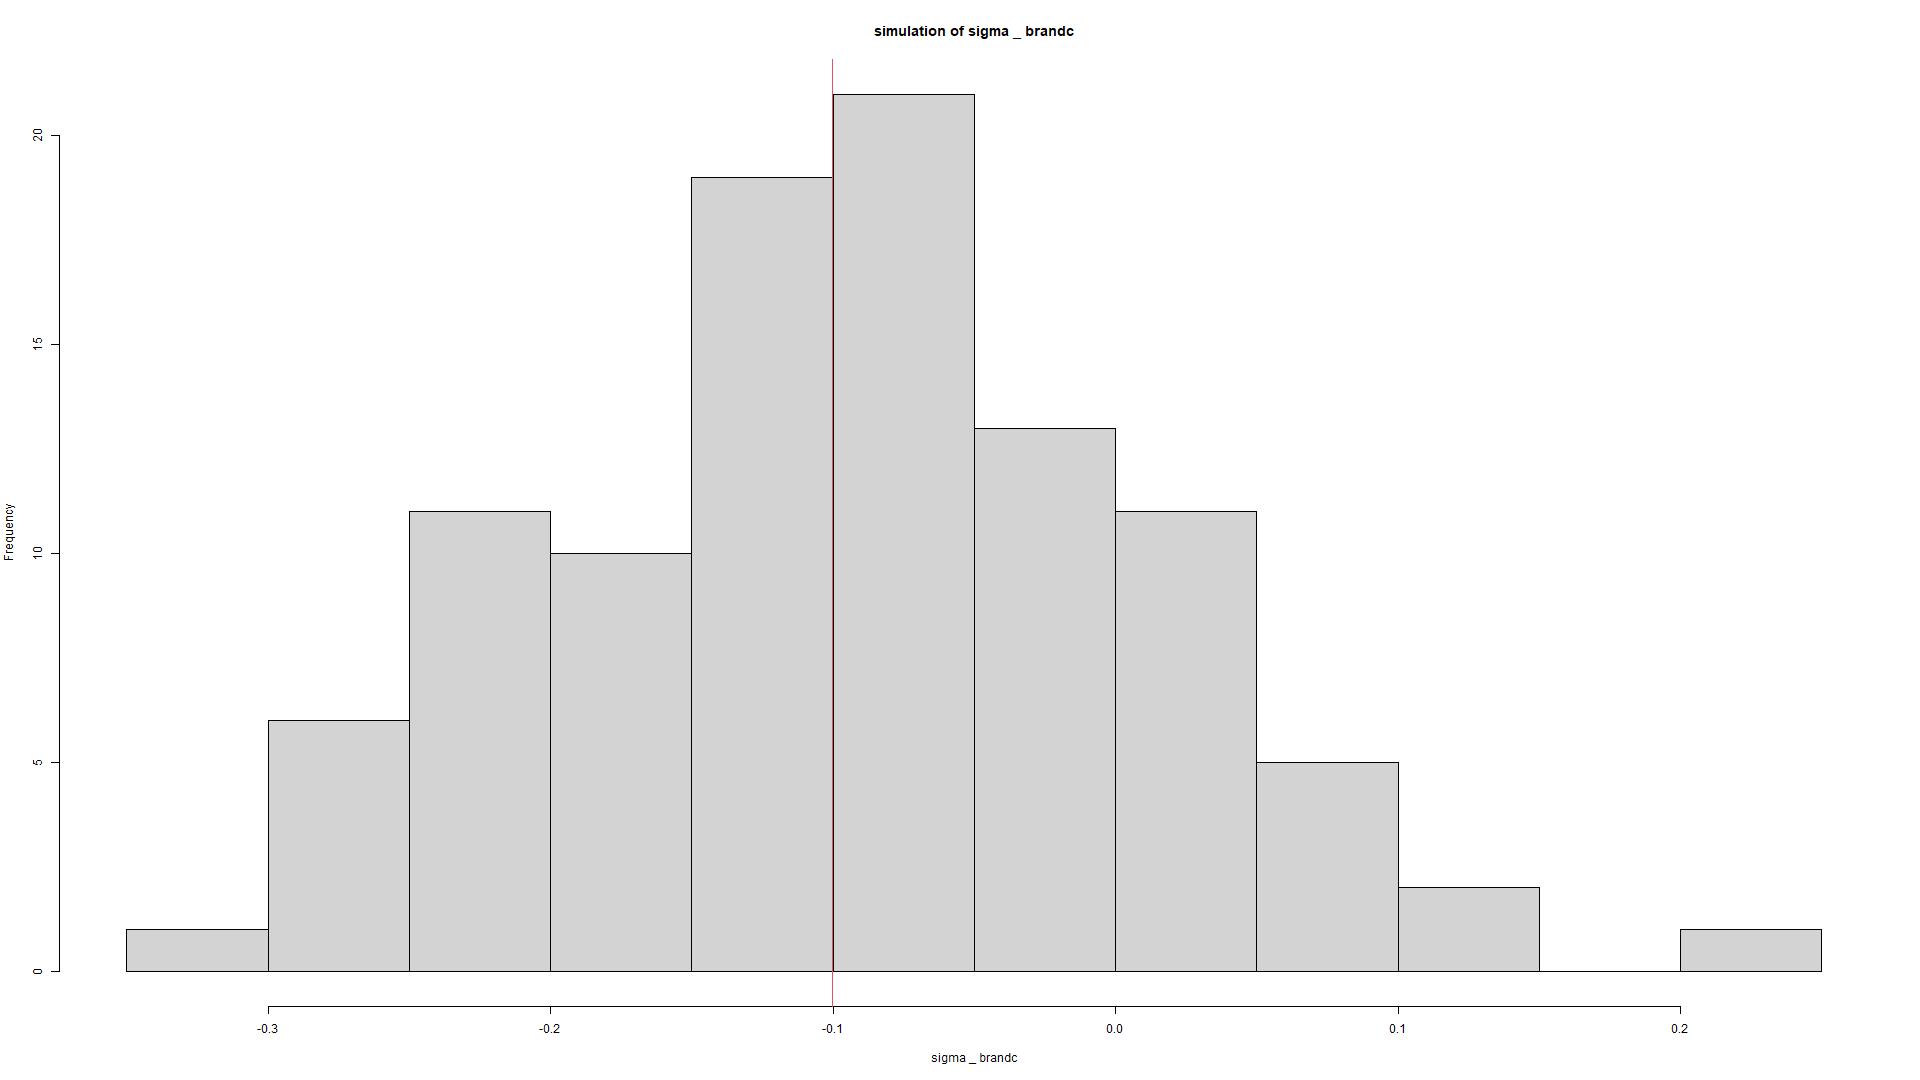 simulation of sigma _ brandc
Frequency
20
15
10
5
0
-0.3 -0.2 -0.1 0.0 0.1 0.2
sigma _ brandc